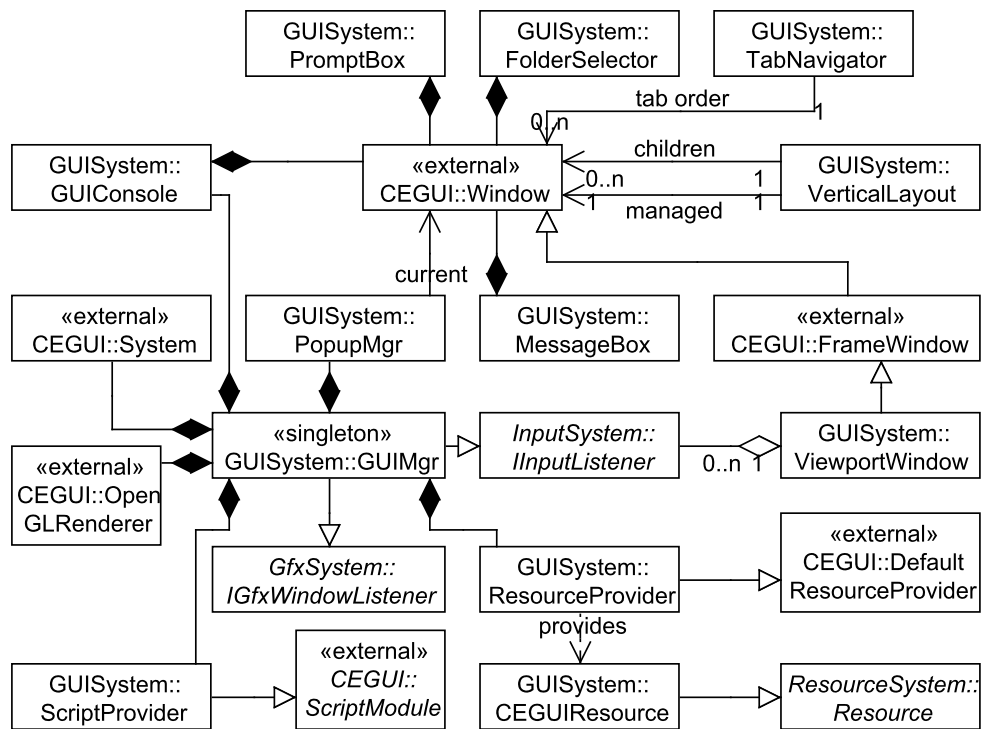 GUISystem::
PromptBox
GUISystem::
FolderSelector
GUISystem::
TabNavigator
tab order
1
0..n
GUISystem::
GUIConsole
«external»
CEGUI::Window
children
0..n
1
1
managed
1
GUISystem::
VerticalLayout
current
«external»
CEGUI::System
GUISystem::
PopupMgr
GUISystem::
MessageBox
«external»
CEGUI::FrameWindow
«singleton»
GUISystem::GUIMgr
InputSystem::
IInputListener
0..n
1
GUISystem::
ViewportWindow
«external»
CEGUI::Open
GLRenderer
GfxSystem::
IGfxWindowListener
GUISystem::
ResourceProvider
«external»
CEGUI::Default
ResourceProvider
provides
GUISystem::
ScriptProvider
«external»
CEGUI::
ScriptModule
GUISystem::
CEGUIResource
ResourceSystem::
Resource